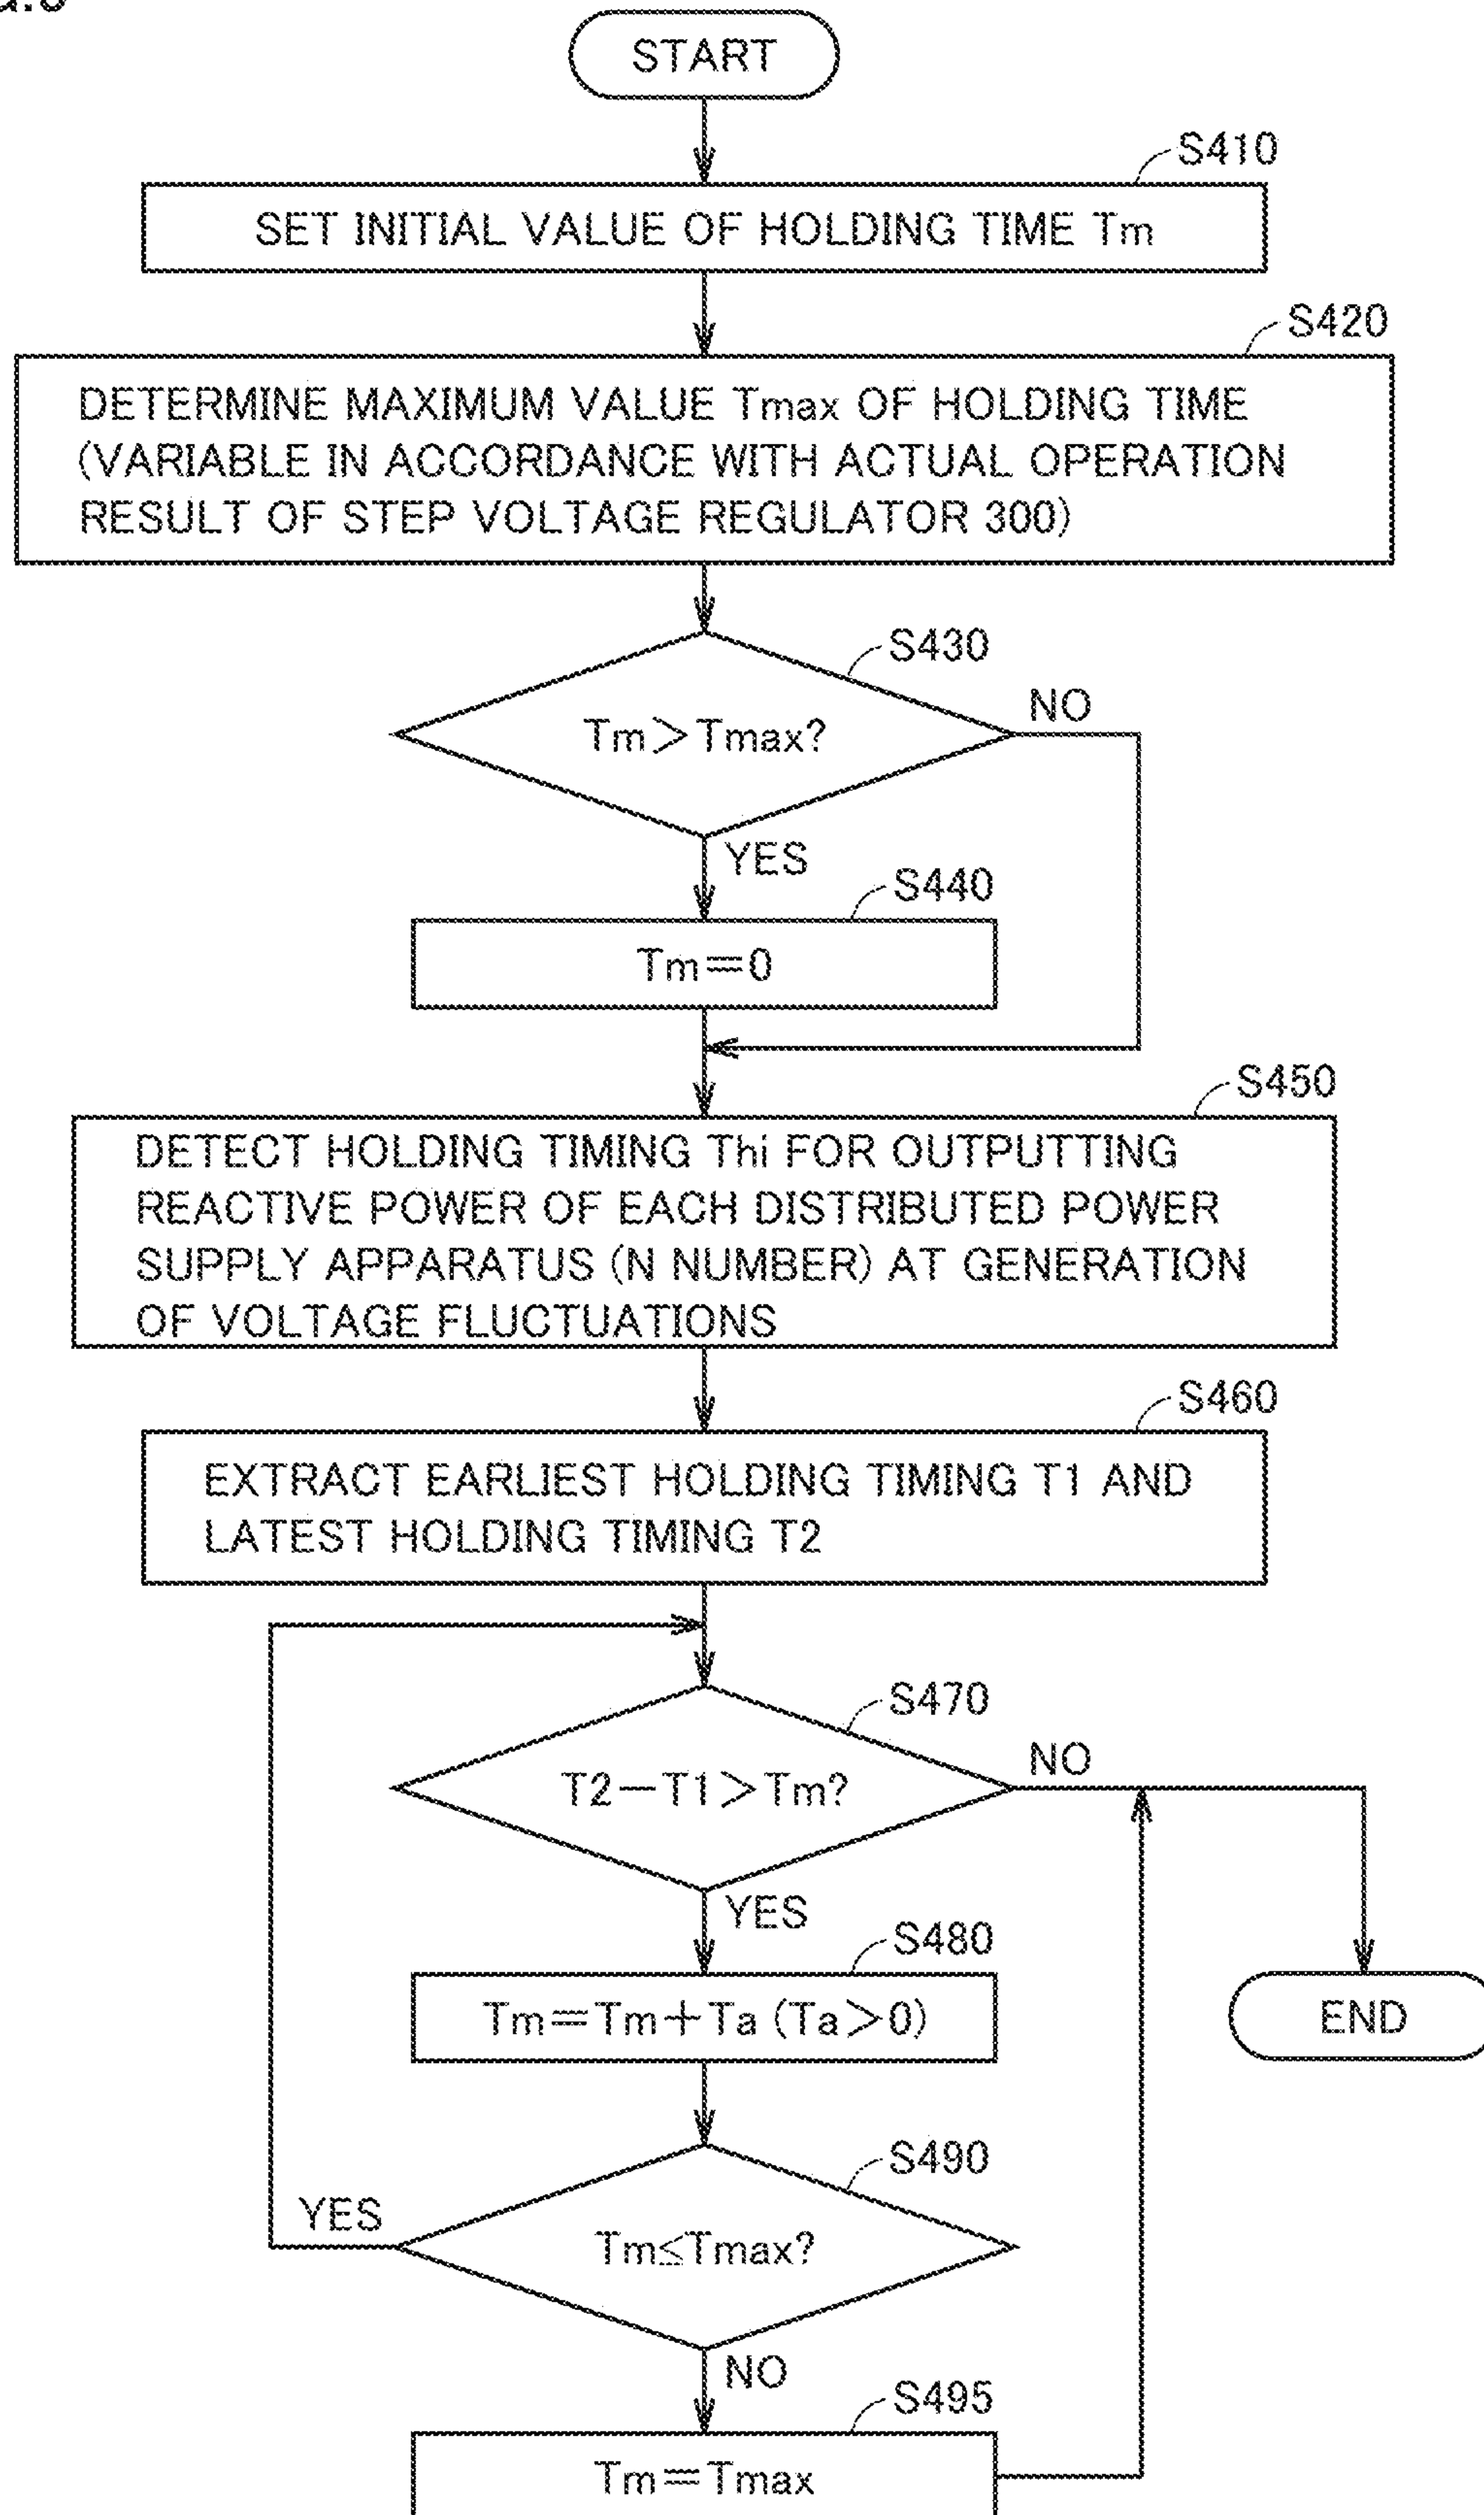 START
S410
SET INITIAL VALUE OF HOLDING TIME Tm
S420
DETERMINE MAXIMUM VALUE Tmax OF HOLDING TIME
(VARIABLE IN ACCORDANCE WITH ACTUAL OPERATION
RESULT OF STEP VOLTAGE REGULATOR 300)
S430
Tm>Tmax?
NO
YES
S440
Tm=0
S450
DETECT HOLDING TIMING Thi FOR OUTPUTTING
REACTIVE POWER OF EACH DISTRIBUTED POWER
SUPPLY APPARATUS (N NUMBER) AT GENERATION
OF VOLTAGE FLUCTUATIONS
S460
EXTRACT EARLIEST HOLDING TIMING T1 AND
LATEST HOLDING TIMING T2
S470
T2−T1>Tm?
NO
YES
S480
Tm=Tm+Ta (Ta>0)
END
S490
Tm≦Tmax?
YES
NO
S495
Tm=Tmax